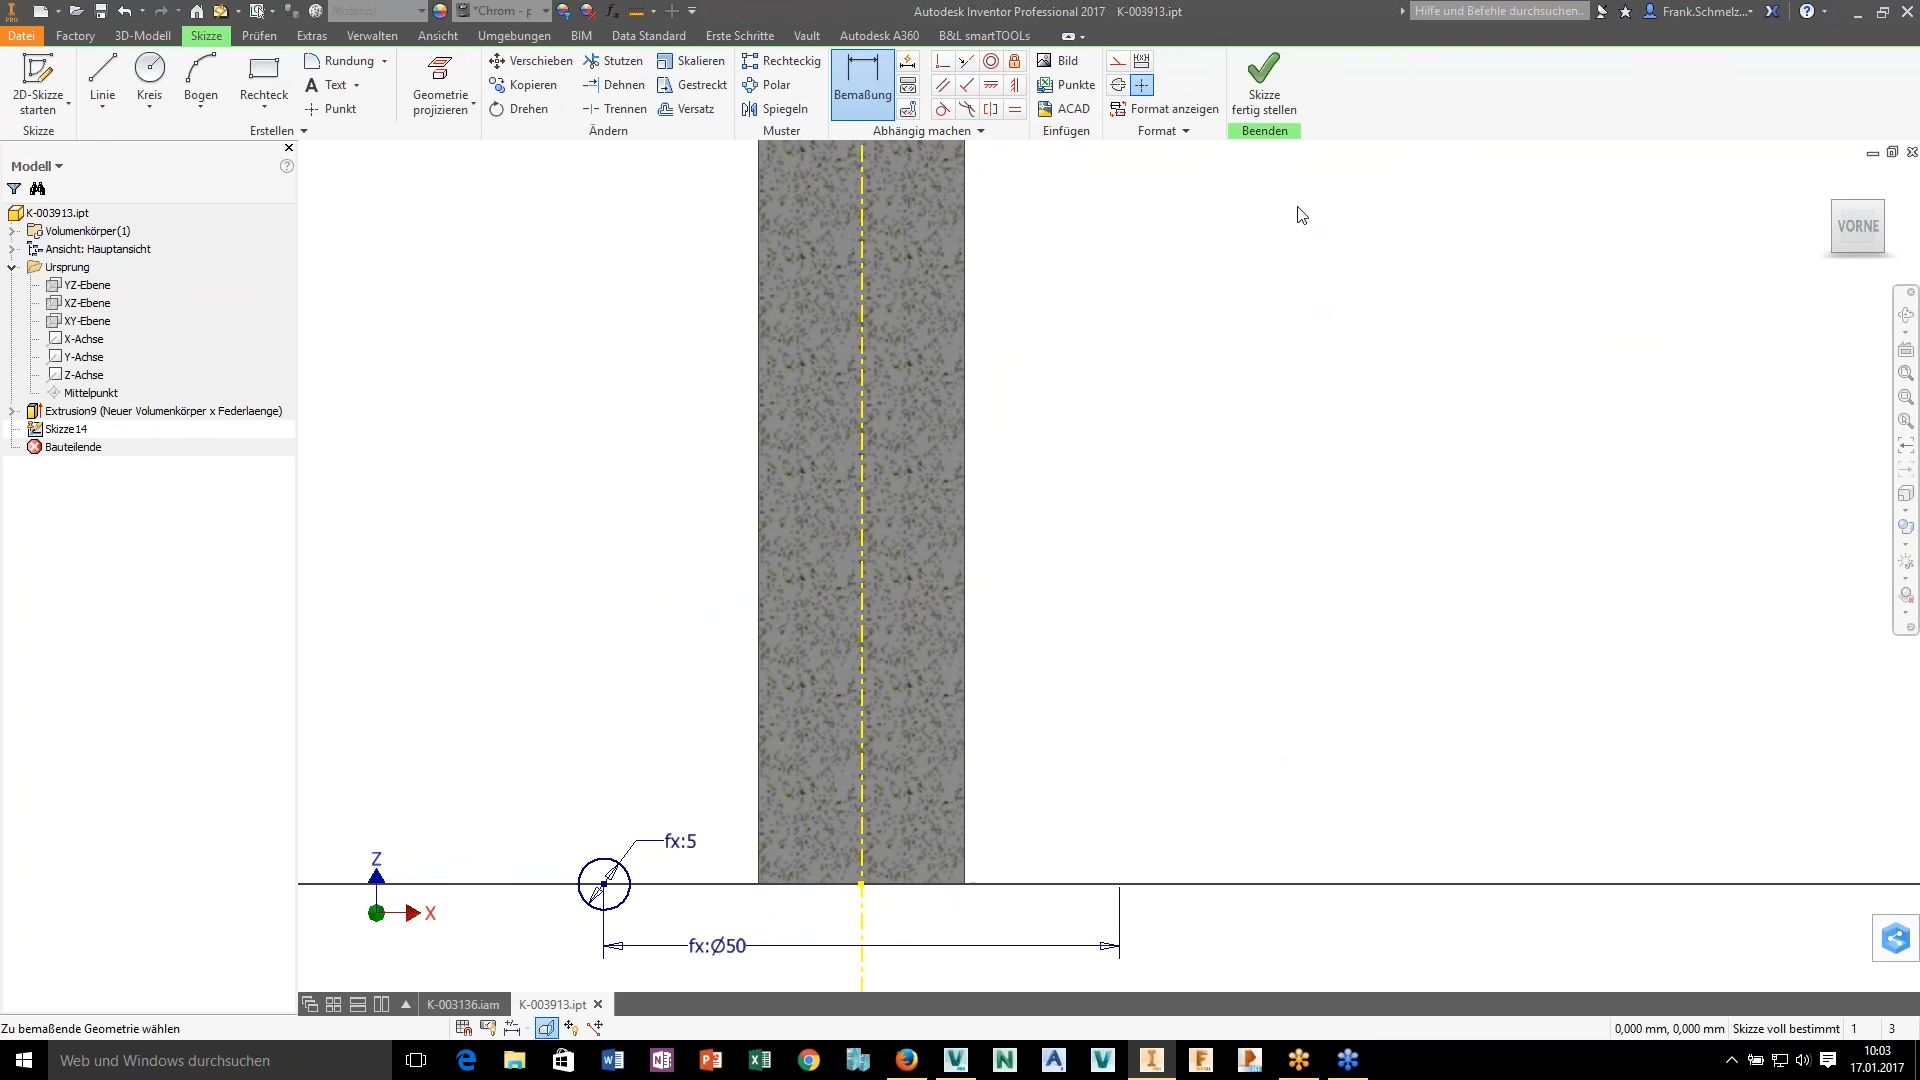 Material
*Chrom - p
Autodesk Inventor Professional 2017   K-003913.ipt
Hilfe und Befehle durchsuchen...
Frank.Schmelz...
Datei
Factory
3D-Modell
Skizze
Prüfen
Extras
Verwalten
Ansicht
Umgebungen
BIM
Data Standard
Erste Schritte
Vault
Autodesk A360
B&L smartTOOLs
2D-Skizze starten
Linie
Kreis
Bogen
Rechteck
Rundung
Text
Punkt
Geometrie projizieren
Verschieben
Kopieren
Drehen
Stutzen
Dehnen
Trennen
Skalieren
Gestreckt
Versatz
Rechteckig
Polar
Spiegeln
Bemaßung
Bild
Punkte
ACAD
Format anzeigen
Skizze fertig stellen
Skizze
Erstellen
Ändern
Muster
Abhängig machen
Einfügen
Format
Beenden
Modell
K-003913.ipt
Volumenkörper(1)
Ansicht: Hauptansicht
Ursprung
YZ-Ebene
XZ-Ebene
XY-Ebene
X-Achse
Y-Achse
Z-Achse
Mittelpunkt
Extrusion9 (Neuer Volumenkörper x Federlaenge)
Skizze14
Bauteilende
VORNE
fx:5
Z
X
fx:Ø50
K-003136.iam
K-003913.ipt
Zu bemaßende Geometrie wählen
0,000 mm, 0,000 mm
Skizze voll bestimmt
1
3
Web und Windows durchsuchen
10:03
17.01.2017